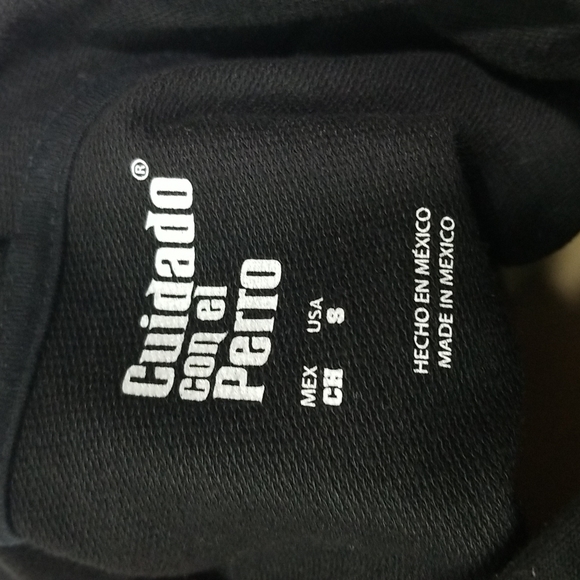 Cuidado®
con el
Perro
MEX USA
CH S
HECHO EN MÉXICO
MADE IN MEXICO